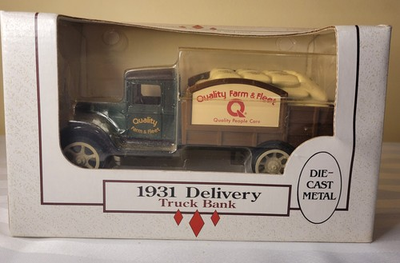 Quality Farm & Fleet
Q
Quality People Care
Quality
Farm & Fleet
1931 Delivery
Truck Bank
DIE-
CAST
METAL